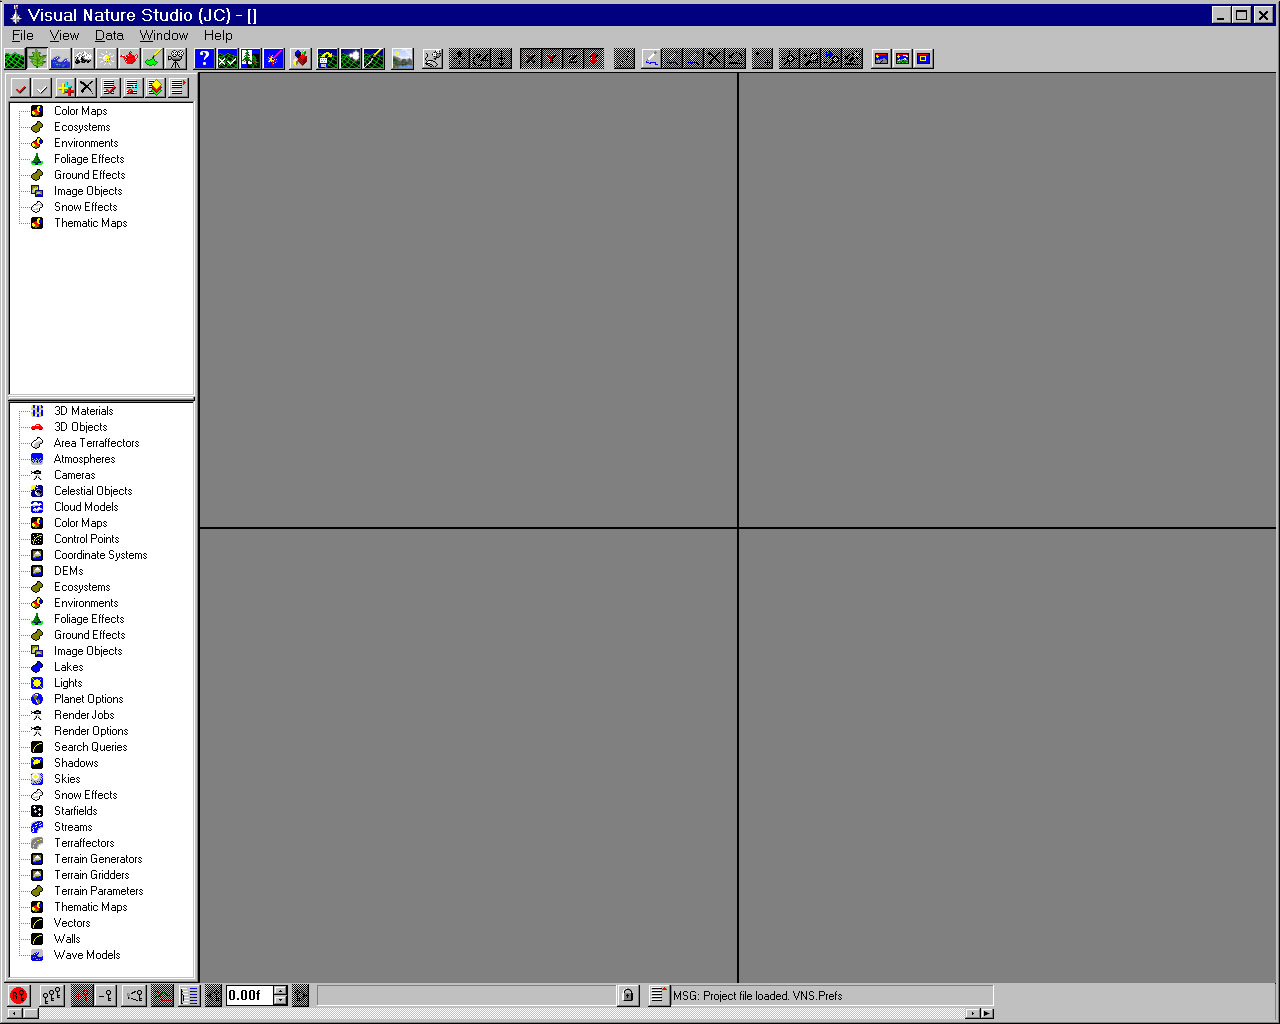 Visual Nature Studio (JC) - []
File View Data Window Help
?
X Y Z
Color Maps
Ecosystems
Environments
Foliage Effects
Ground Effects
Image Objects
Snow Effects
Thematic Maps
3D Materials
3D Objects
Area Terraffectors
Atmospheres
Cameras
Celestial Objects
Cloud Models
Color Maps
Control Points
Coordinate Systems
DEMs
Ecosystems
Environments
Foliage Effects
Ground Effects
Image Objects
Lakes
Lights
Planet Options
Render Jobs
Render Options
Search Queries
Shadows
Skies
Snow Effects
Starfields
Streams
Terraffectors
Terrain Generators
Terrain Gridders
Terrain Parameters
Thematic Maps
Vectors
Walls
Wave Models
0.00f
MSG: Project file loaded. VNS.Prefs